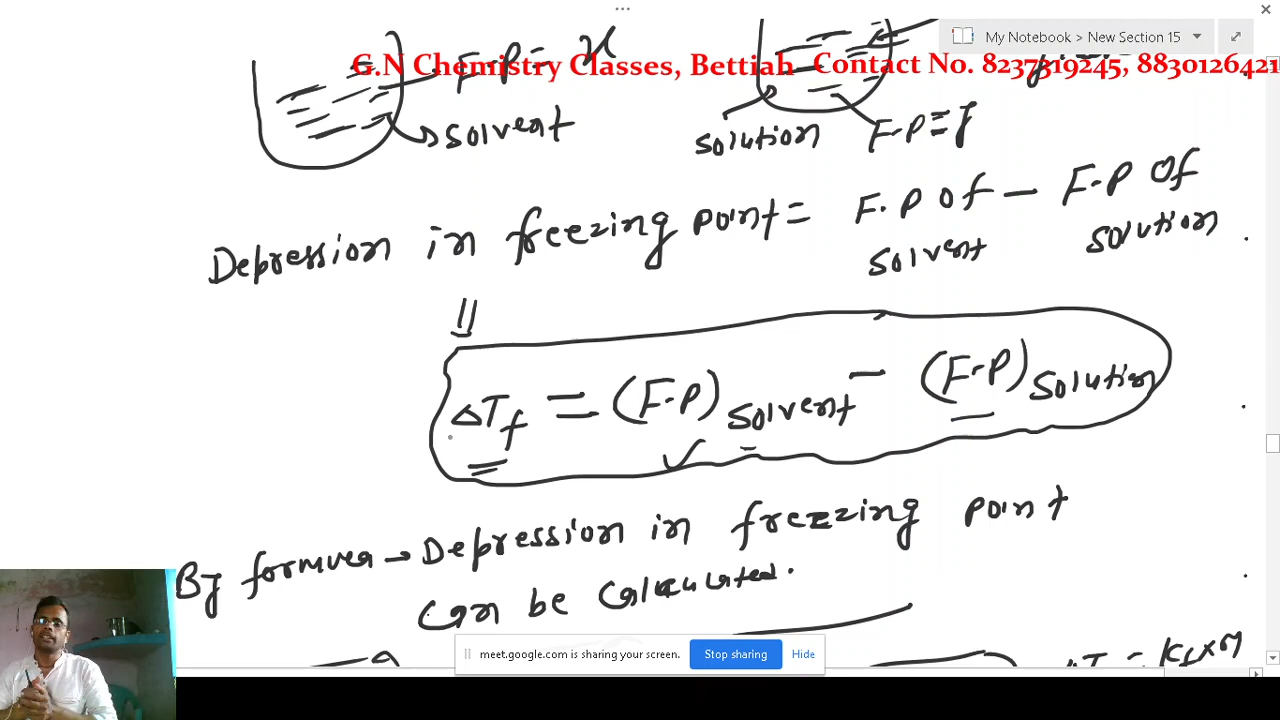 My Notebook > New Section 15
G.N Chemistry Classes, Bettiah Contact No. 8237319245, 8830126421
F-P = x
solvent
solution
F-P = y
Depression in freezing point = F.P of solvent — F-P Of solution
ΔTf = (F-P) solvent — (F-P) solution
By formula → Depression in freezzing point
can be calculated.
meet.google.com is sharing your screen. Stop sharing Hide